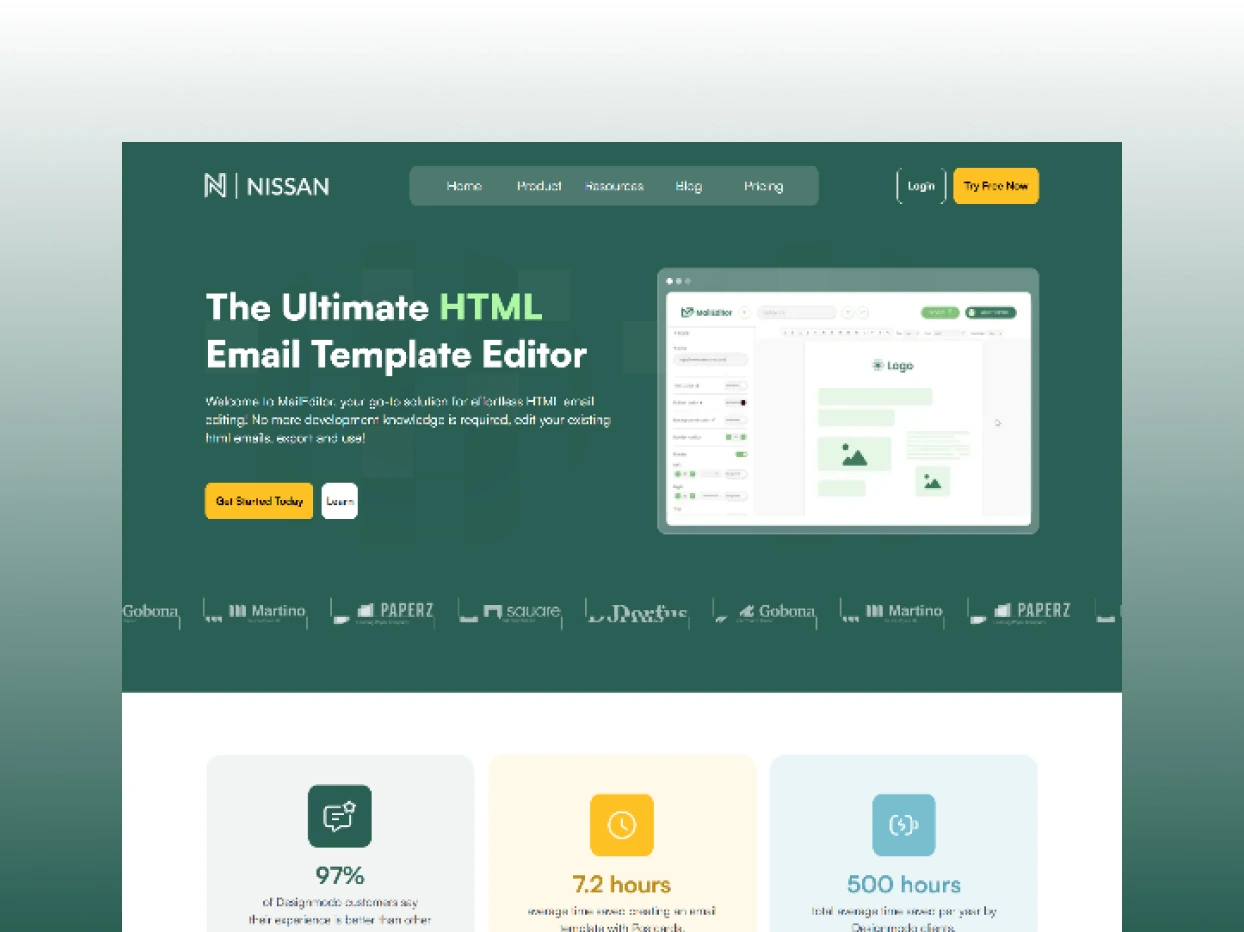 NISSAN
Home Product Resources Blog Pricing
Login
Try Free Now
The Ultimate HTML
Email Template Editor
Welcome to MailEditor, your go-to solution for effortless HTML email
editing! No more development knowledge is required, edit your existing
html emails, export and use!
Get Started Today
Learn
MailEditor
Logo
Gobona
Martino
PAPERZ
square
Gobona
Martino
PAPERZ
97%
of Designmodo customers say
their experience is better than other
7.2 hours
average time saved creating an email
template with Postcards.
500 hours
total average time saved per year by
Designmodo clients.